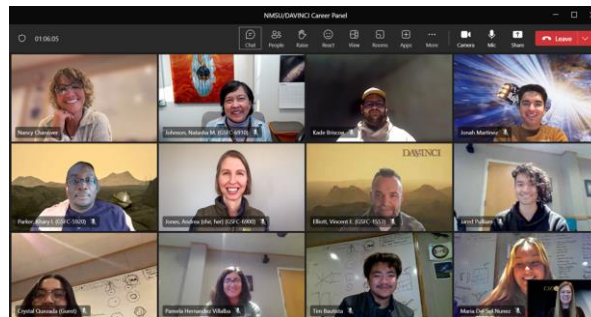 NMSU/DAVINCI Career Panel
01:06:05
Chat
People
Raise
React
View
Rooms
Apps
More
Camera
Mic
Share
Leave
Nancy Chanover
Johnson, Natasha M. (GSFC-6910)
Kade Briscoe
Jonah Martinez
DAVINCI
Parker, Khary I. (GSFC-5920)
Jones, Andrea (she, her) (GSFC-6900)
Elliott, Vincent E. (GSFC-1553)
Jared Pulliam
Crystal Quezada (Guest)
Pamela Hernandez Villalba
Tim Bautista
Maria Del Sol Nunez